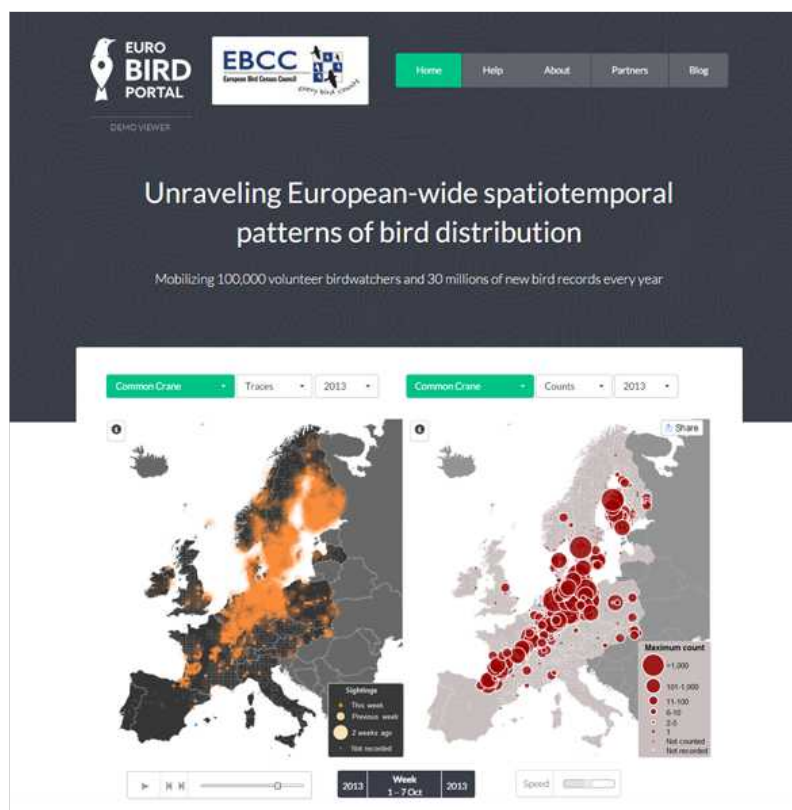 EURO
BIRD
PORTAL
DEMO VIEWER
EBCC
European Bird Census Council
every bird counts
Home Help About Partners Blog
Unraveling European-wide spatiotemporal
patterns of bird distribution
Mobilizing 100,000 volunteer birdwatchers and 30 millions of new bird records every year
Common Crane Traces 2013
Common Crane Counts 2013
Share
Sightings
This week
Previous week
2 weeks ago
Not recorded
Maximum count
>1,000
101-1,000
11-100
6-10
2-5
1
Not counted
Not recorded
2013 Week 2013
1 - 7 Oct
Speed